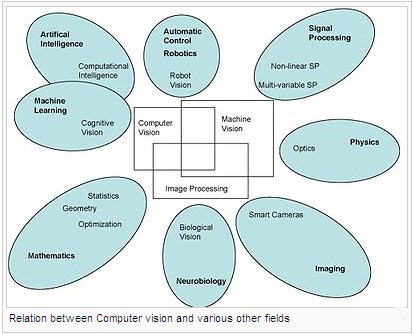 Artifical
Intelligence
Computational
Intelligence
Automatic
Control
Robotics
Robot
Vision
Signal
Processing
Non-linear SP
Multi-variable SP
Machine
Learning
Cognitive
Vision
Computer
Vision
Machine
Vision
Image Processing
Optics
Physics
Statistics
Geometry
Optimization
Mathematics
Biological
Vision
Neurobiology
Smart Cameras
Imaging
Relation between Computer vision and various other fields